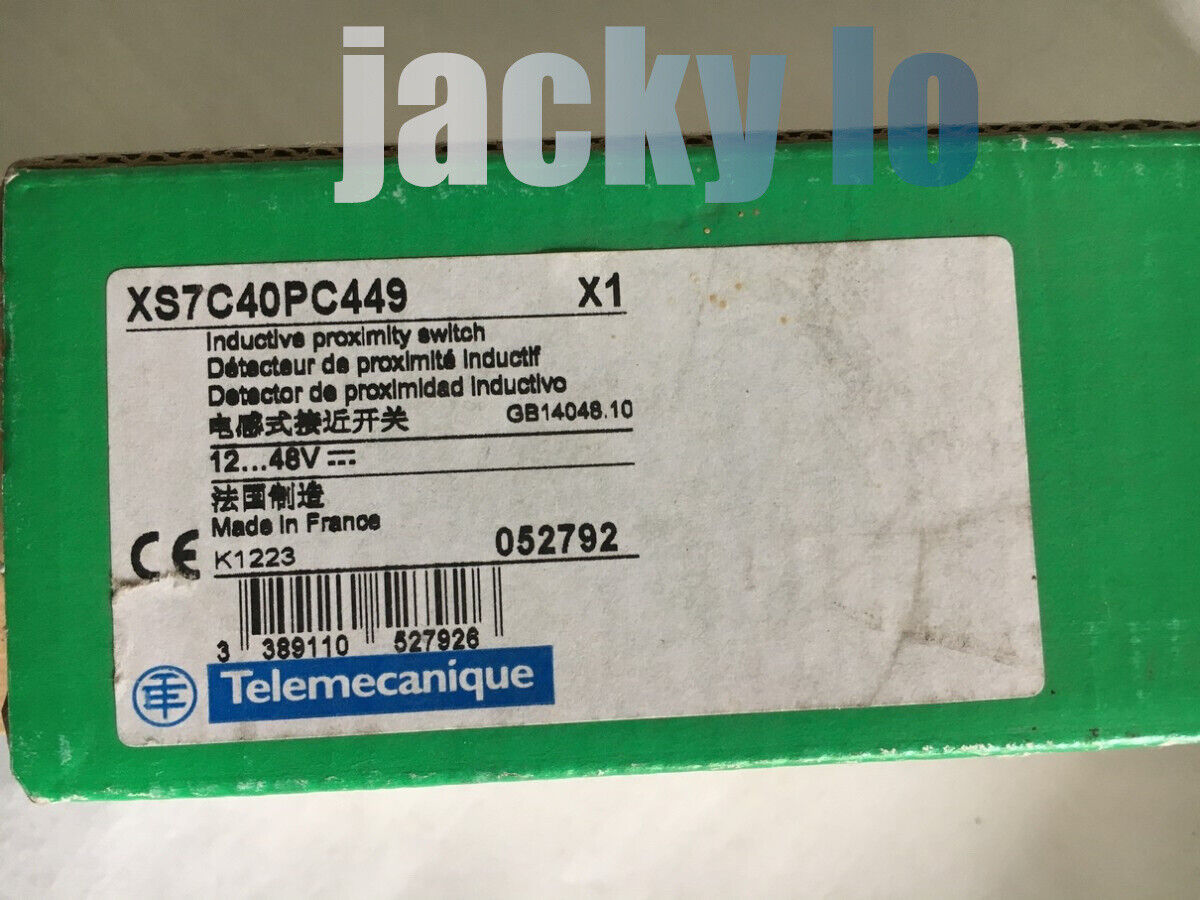 jacky lo
XS7C40PC449 X1
Inductive proximity switch
Détecteur de proximité inductif
Detector de proximidad inductivo
电感式接近开关 GB14048.10
12...48V
法国制造
Made in France
CE K1223 052792
3 389110 527926
Telemecanique